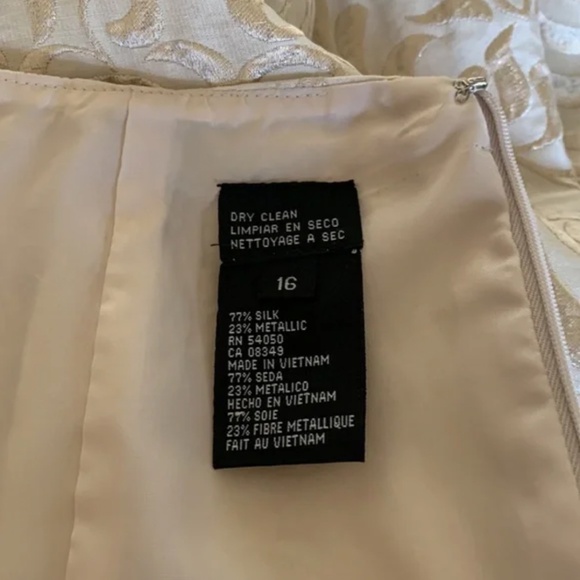 DRY CLEAN
LIMPIAR EN SECO
NETTOYAGE A SEC
16
77% SILK
23% METALLIC
RN 54050
CA 08349
MADE IN VIETNAM
77% SEDA
23% METALICO
HECHO EN VIETNAM
77% SOIE
23% FIBRE METALLIQUE
FAIT AU VIETNAM